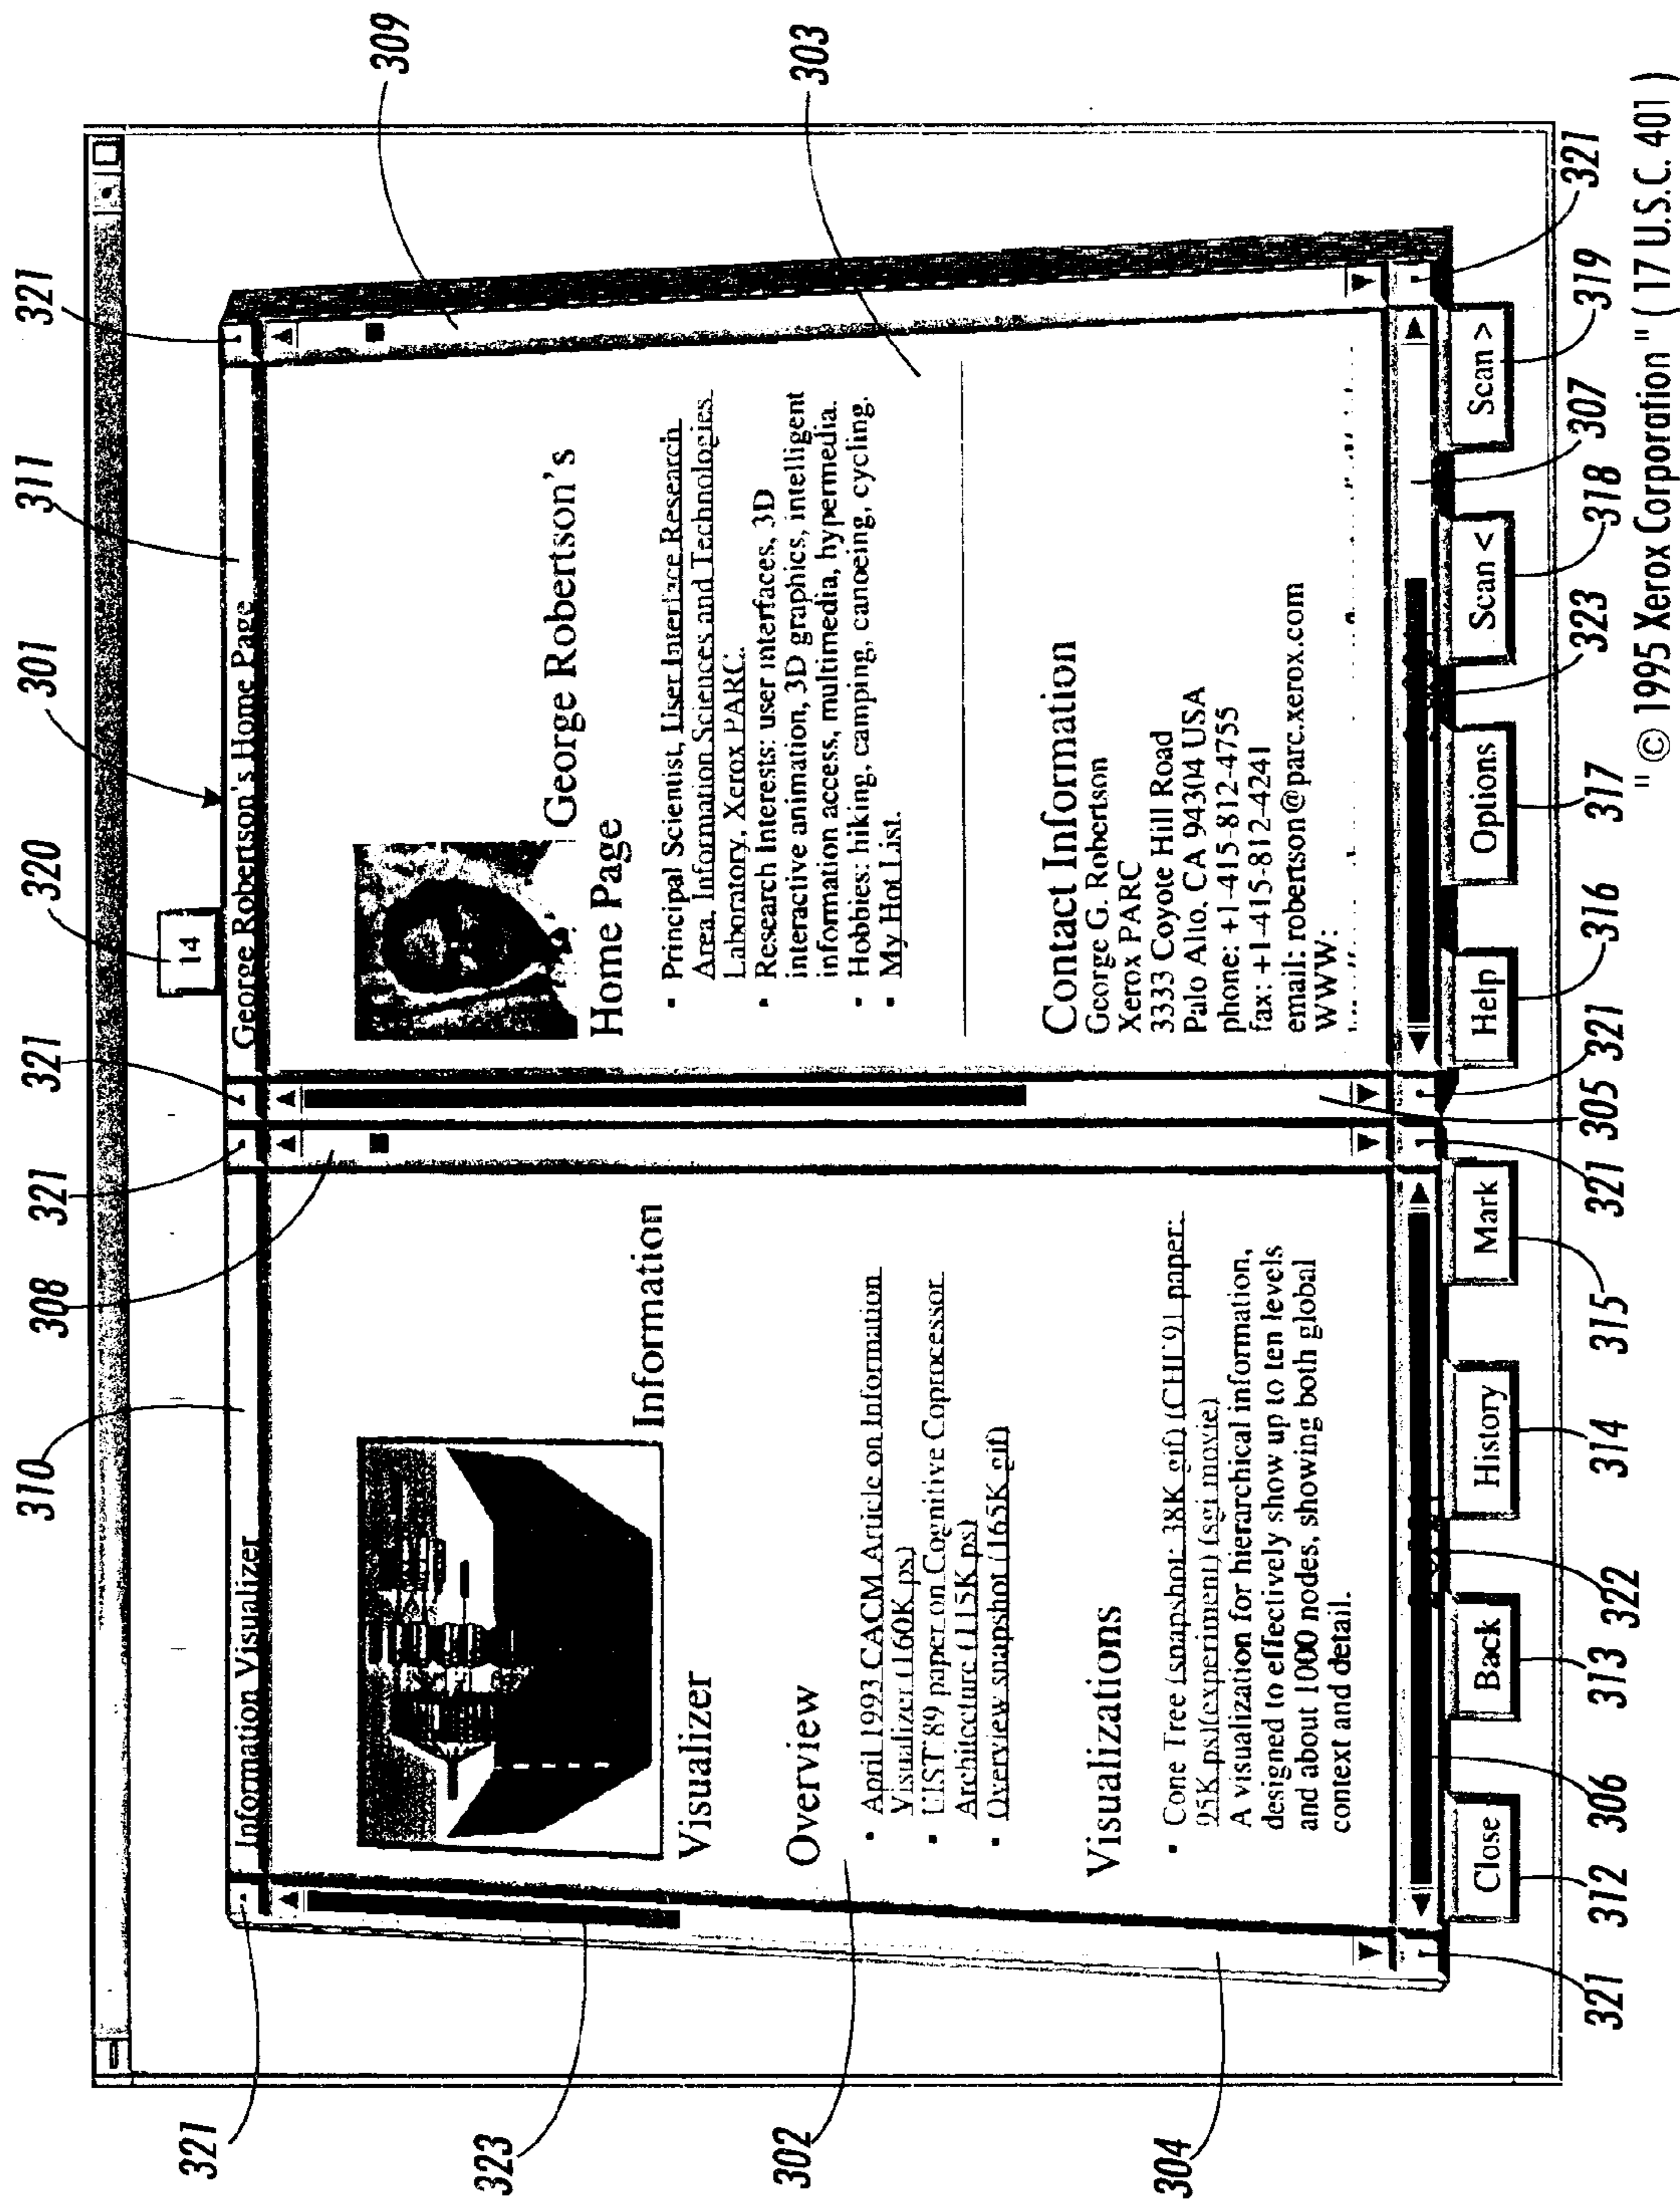 309
303
321
311
301
320
321
321
308
310
321
323
302
304
14
Information Visualizer
Information
Visualizer
Overview
• April 1993 CACM Article on Information
Visualizer (160K ps)
• UIST'89 paper on Cognitive Coprocessor
Architecture (115K ps)
• Overview snapshot (165K gif)
Visualizations
• Cone Tree (snapshot: 38K gif) (CHI'91 paper:
95K ps)(experiment) (sgi movie)
A visualization for hierarchical information,
designed to effectively show up to ten levels
and about 1000 nodes, showing both global
context and detail.
George Robertson's Home Page
George Robertson's
Home Page
• Principal Scientist, User Interface Research
Area, Information Sciences and Technologies
Laboratory, Xerox PARC.
• Research Interests: user interfaces, 3D
interactive animation, 3D graphics, intelligent
information access, multimedia, hypermedia.
• Hobbies: hiking, camping, canoeing, cycling.
• My Hot List.
Contact Information
George G. Robertson
Xerox PARC
3333 Coyote Hill Road
Palo Alto, CA 94304 USA
phone: +1-415-812-4755
fax: +1-415-812-4241
email: robertson@parc.xerox.com
WWW:
Close
Back
History
Mark
Help
Options
Scan <
Scan >
321
312
306
313
322
314
315
321
305
321
316
317
323
318
307
319
321
"© 1995 Xerox Corporation" ( 17 U.S.C. 401 )